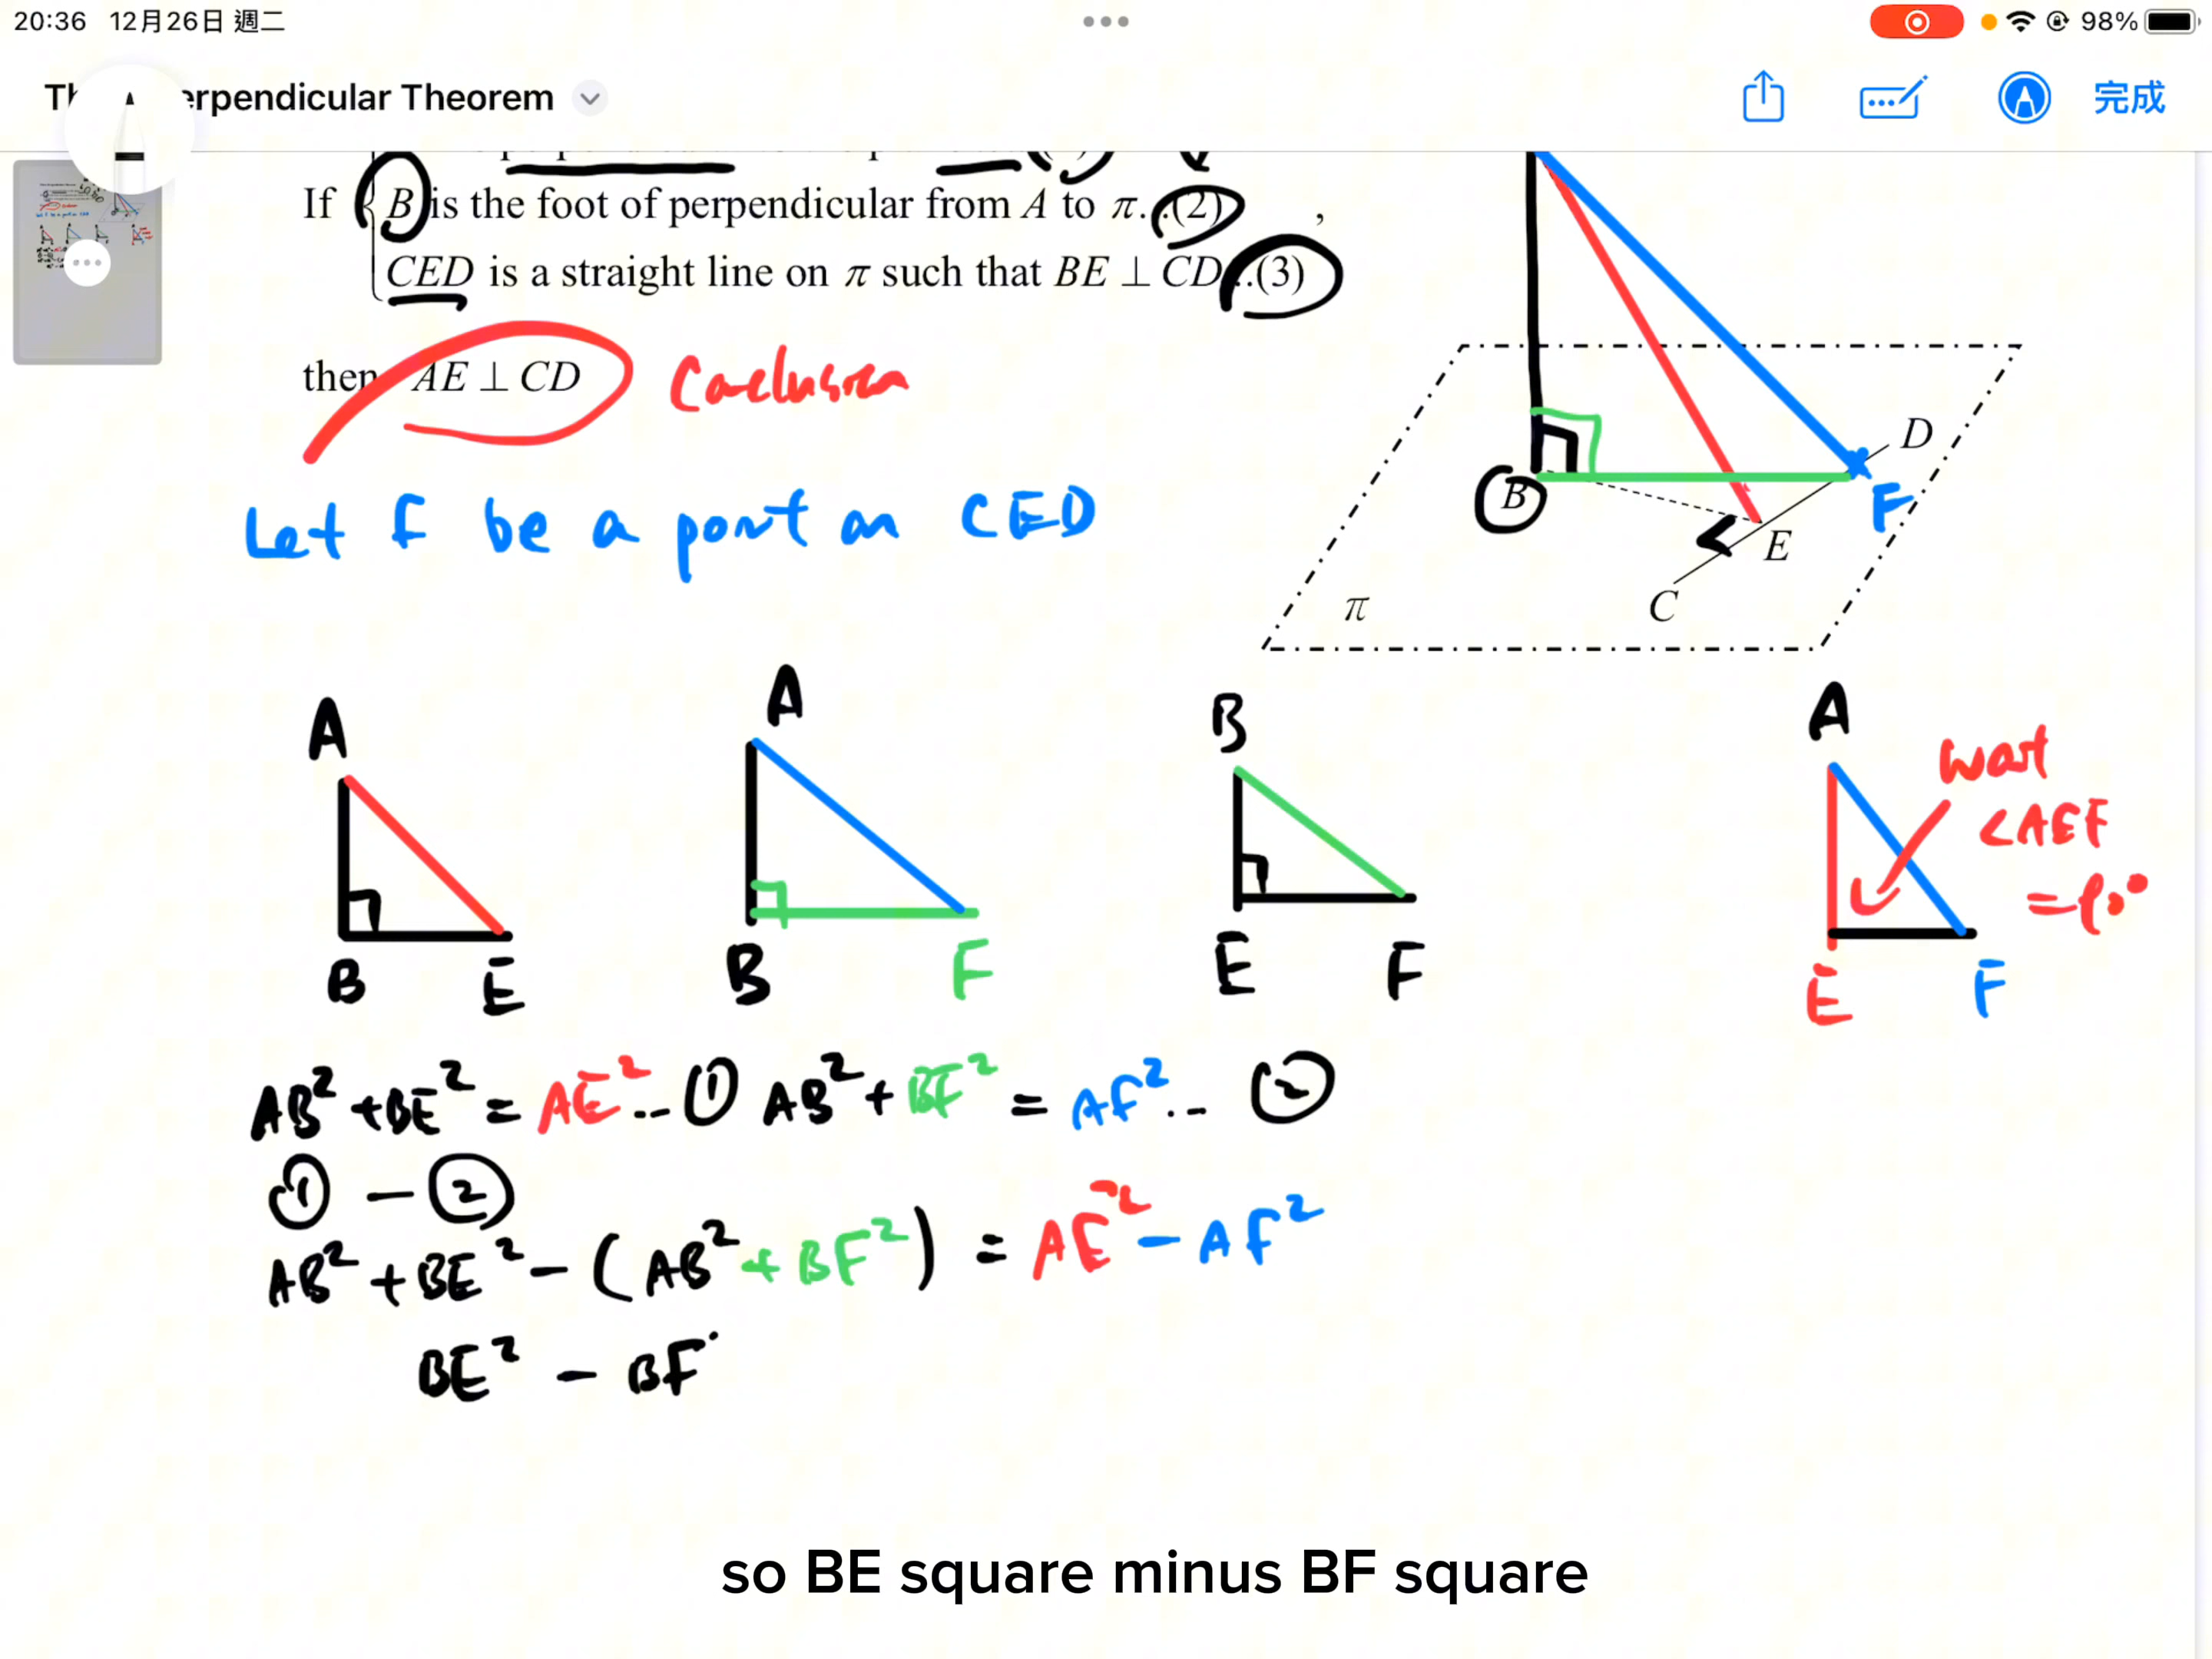 20:36 12月26日 週二
98%
erpendicular Theorem
完成
If B is the foot of perpendicular from A to π...(2) ,
CED is a straight line on π such that BE ⊥ CD...(3)
then AE ⊥ CD
Conclusion
Let F be a point on CED
B
D
F
E
C
π
A
B E
A
B F
B
E F
A
E F
want
<AEF
= 90°
AB² + BE² = AE² -- ① AB² + BF² = AF² -- ②
① - ②
AB² + BE² - (AB² + BF²) = AE² - AF²
BE² - BF
so BE square minus BF square